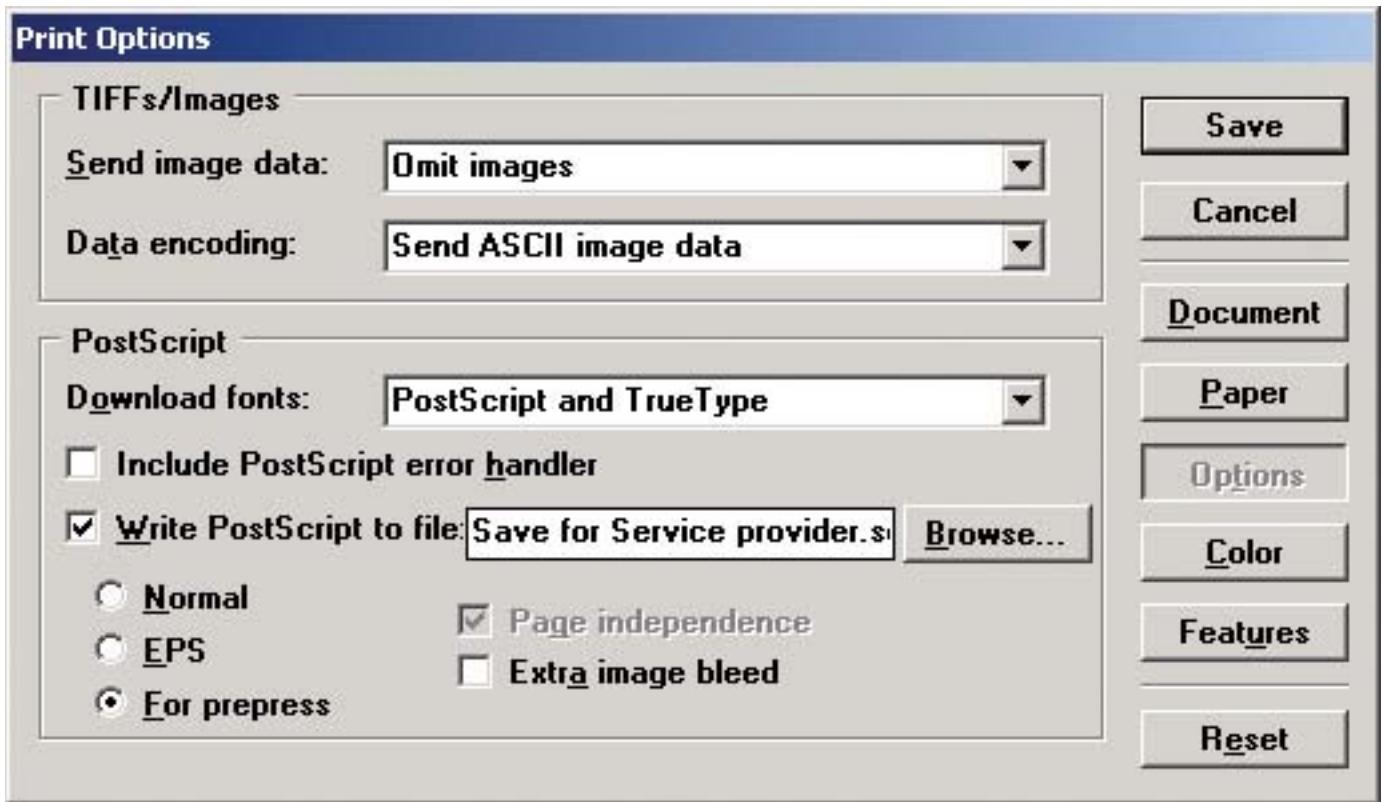 Print Options
TIFFs/Images
Send image data: Omit images
Data encoding: Send ASCII image data
PostScript
Download fonts: PostScript and TrueType
Include PostScript error handler
Write PostScript to file: Save for Service provider.s Browse...
Normal
EPS
For prepress
Page independence
Extra image bleed
Save
Cancel
Document
Paper
Options
Color
Features
Reset